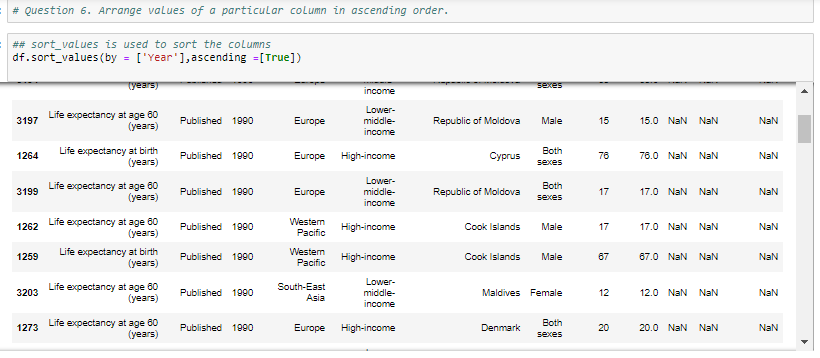 # Question 6. Arrange values of a particular column in ascending order.
## sort_values is used to sort the columns
df.sort_values(by = ['Year'],ascending =[True])
(years) income sexes
3197 Life expectancy at age 60 (years) Published 1990 Europe Lower-middle-income Republic of Moldova Male 15 15.0 NaN NaN NaN
1264 Life expectancy at birth (years) Published 1990 Europe High-income Cyprus Both sexes 76 76.0 NaN NaN NaN
3199 Life expectancy at age 60 (years) Published 1990 Europe Lower-middle-income Republic of Moldova Both sexes 17 17.0 NaN NaN NaN
1262 Life expectancy at age 60 (years) Published 1990 Western Pacific High-income Cook Islands Male 17 17.0 NaN NaN NaN
1259 Life expectancy at birth (years) Published 1990 Western Pacific High-income Cook Islands Male 67 67.0 NaN NaN NaN
3203 Life expectancy at age 60 (years) Published 1990 South-East Asia Lower-middle-income Maldives Female 12 12.0 NaN NaN NaN
1273 Life expectancy at age 60 (years) Published 1990 Europe High-income Denmark Both sexes 20 20.0 NaN NaN NaN